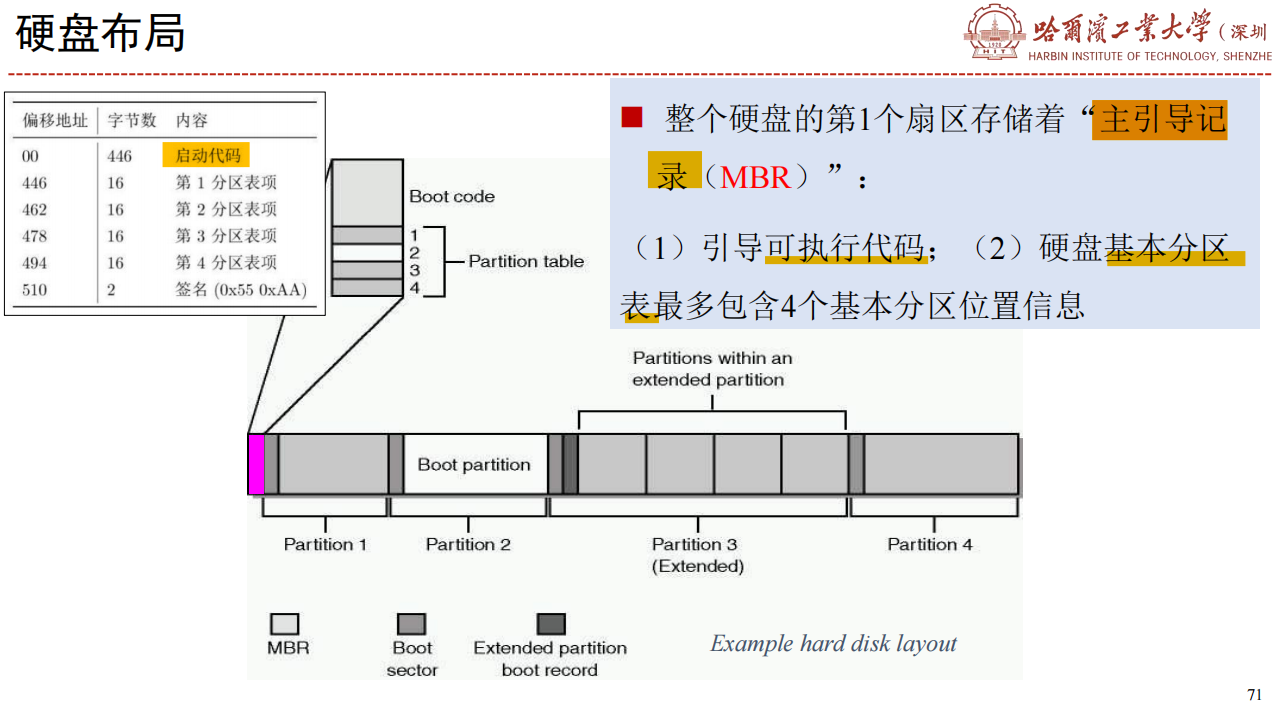 硬盘布局
哈爾濱工業大學(深圳
HARBIN INSTITUTE OF TECHNOLOGY, SHENZHE
偏移地址 字节数 内容
00 446 启动代码
446 16 第 1 分区表项
462 16 第 2 分区表项
478 16 第 3 分区表项
494 16 第 4 分区表项
510 2 签名 (0x55 0xAA)
整个硬盘的第1个扇区存储着“主引导记
录（MBR）”：
（1）引导可执行代码；（2）硬盘基本分区
表最多包含4个基本分区位置信息
Boot code
1
2
3
4
Partition table
Partitions within an
extended partition
Boot partition
Partition 1
Partition 2
Partition 3
(Extended)
Partition 4
MBR
Boot
sector
Extended partition
boot record
Example hard disk layout
71